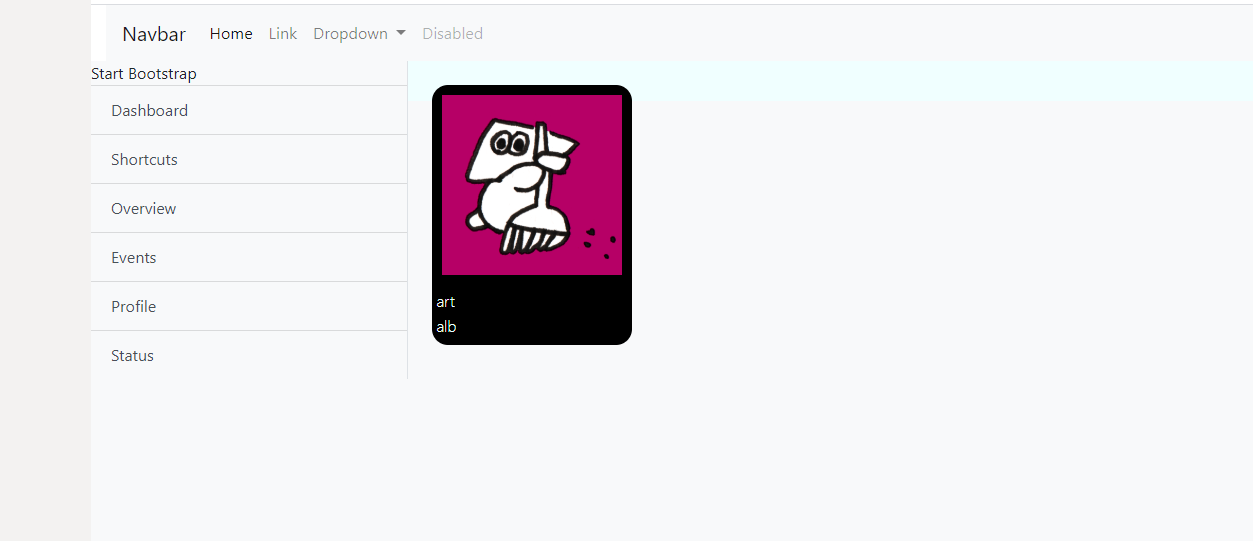 Navbar Home Link Dropdown Disabled
Start Bootstrap
Dashboard
Shortcuts
Overview
Events
Profile
Status
art
alb